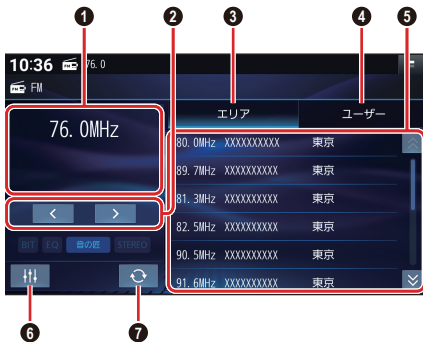 1 2 3 4 5
10:36 76.0
FM
エリア ユーザー
76.0MHz
80.0MHz XXXXXXXXXX 東京
89.7MHz XXXXXXXXXX 東京
81.3MHz XXXXXXXXXX 東京
82.5MHz XXXXXXXXXX 東京
90.5MHz XXXXXXXXXX 東京
91.6MHz XXXXXXXXXX 東京
BIT EQ 音の匠 STEREO
6 7